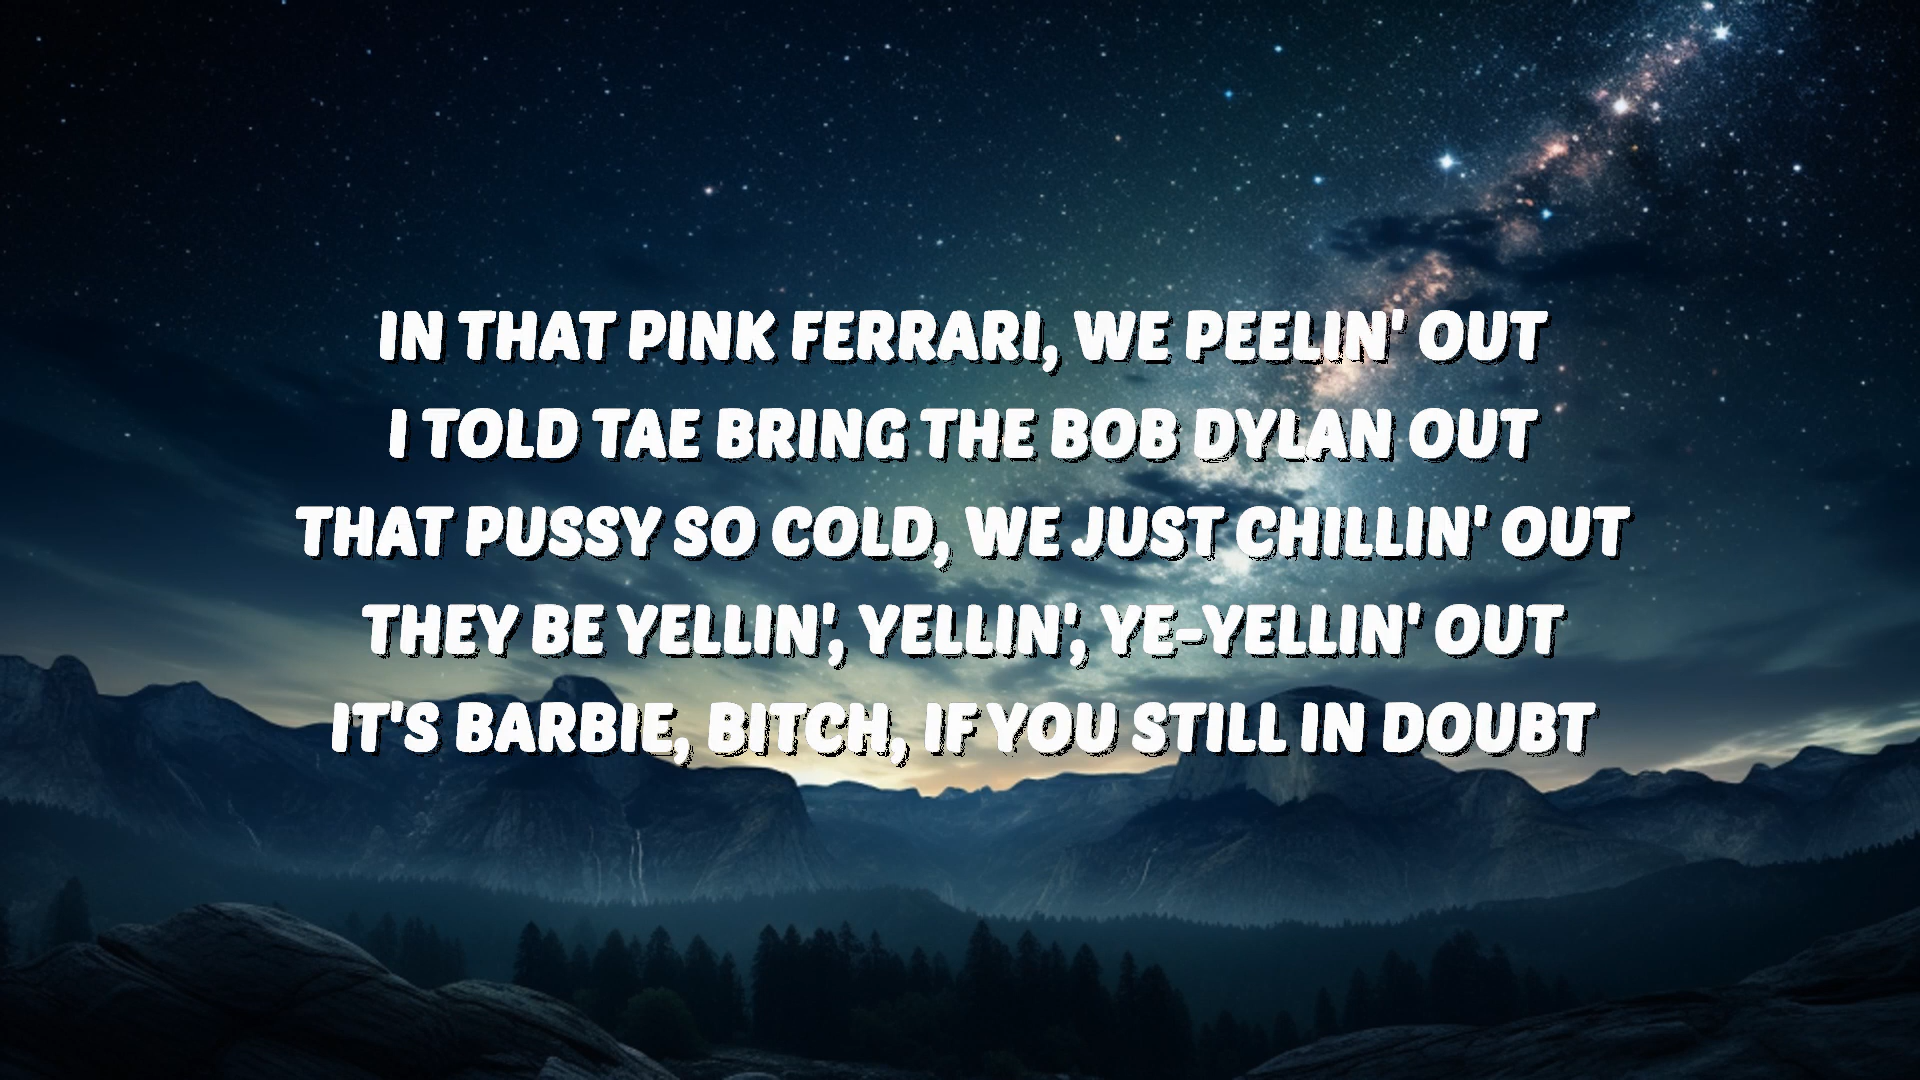 IN THAT PINK FERRARI, WE PEELIN' OUT
I TOLD TAE BRING THE BOB DYLAN OUT
THAT PUSSY SO COLD, WE JUST CHILLIN' OUT
THEY BE YELLIN', YELLIN', YE-YELLIN' OUT
IT'S BARBIE, BITCH, IF YOU STILL IN DOUBT